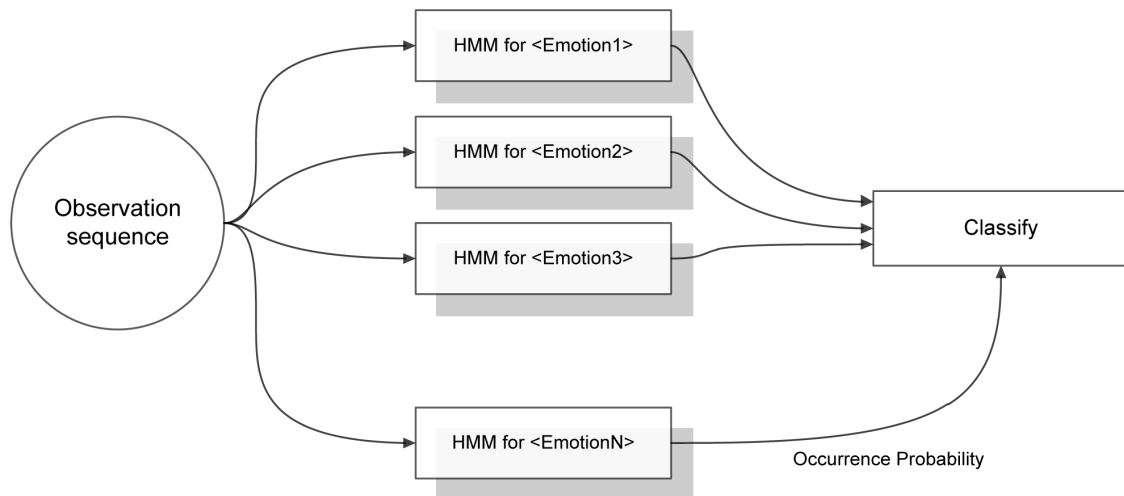 HMM for <Emotion1>
HMM for <Emotion2>
Observation
sequence
Classify
HMM for <Emotion3>
HMM for <EmotionN>
Occurrence Probability